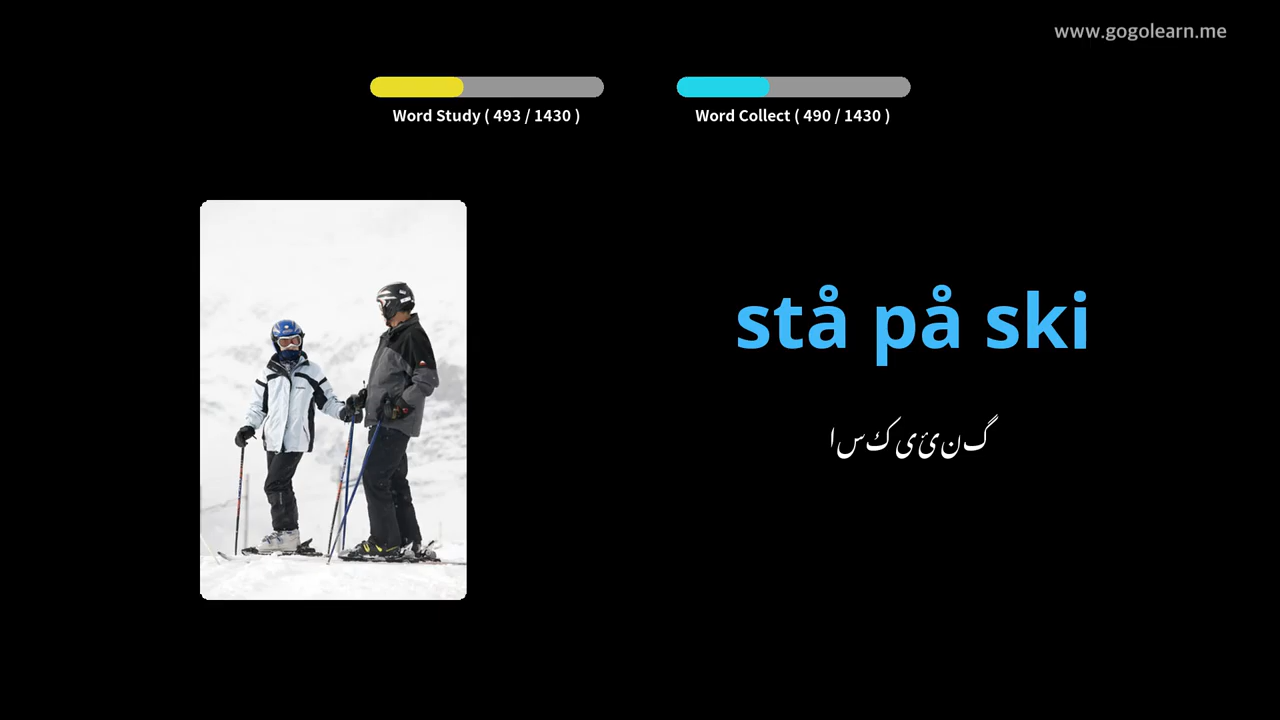 www.gogolearn.me
Word Study ( 493 / 1430 )
Word Collect ( 490 / 1430 )
stå på ski
اسکیئنگ